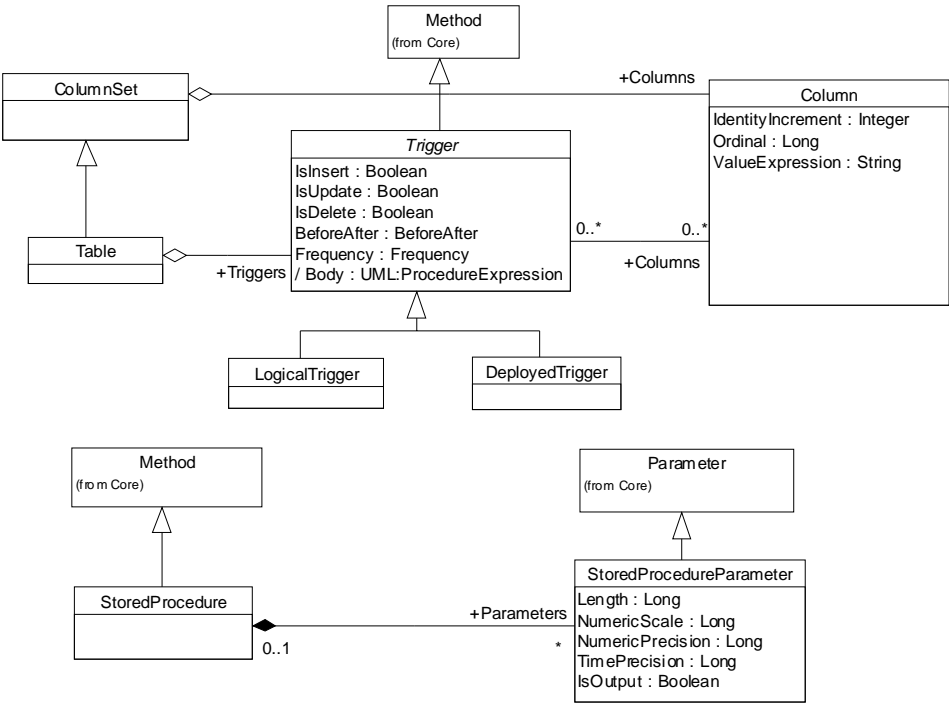 Method
(from Core)
ColumnSet
+Columns
Column
IdentityIncrement : Integer
Ordinal : Long
ValueExpression : String
Trigger
IsInsert : Boolean
IsUpdate : Boolean
IsDelete : Boolean
BeforeAfter : BeforeAfter
Frequency : Frequency
/ Body : UML:ProcedureExpression
0..*
0..*
+Columns
Table
+Triggers
LogicalTrigger
DeployedTrigger
Method
(from Core)
Parameter
(from Core)
StoredProcedure
+Parameters
0..1
*
StoredProcedureParameter
Length : Long
NumericScale : Long
NumericPrecision : Long
TimePrecision : Long
IsOutput : Boolean